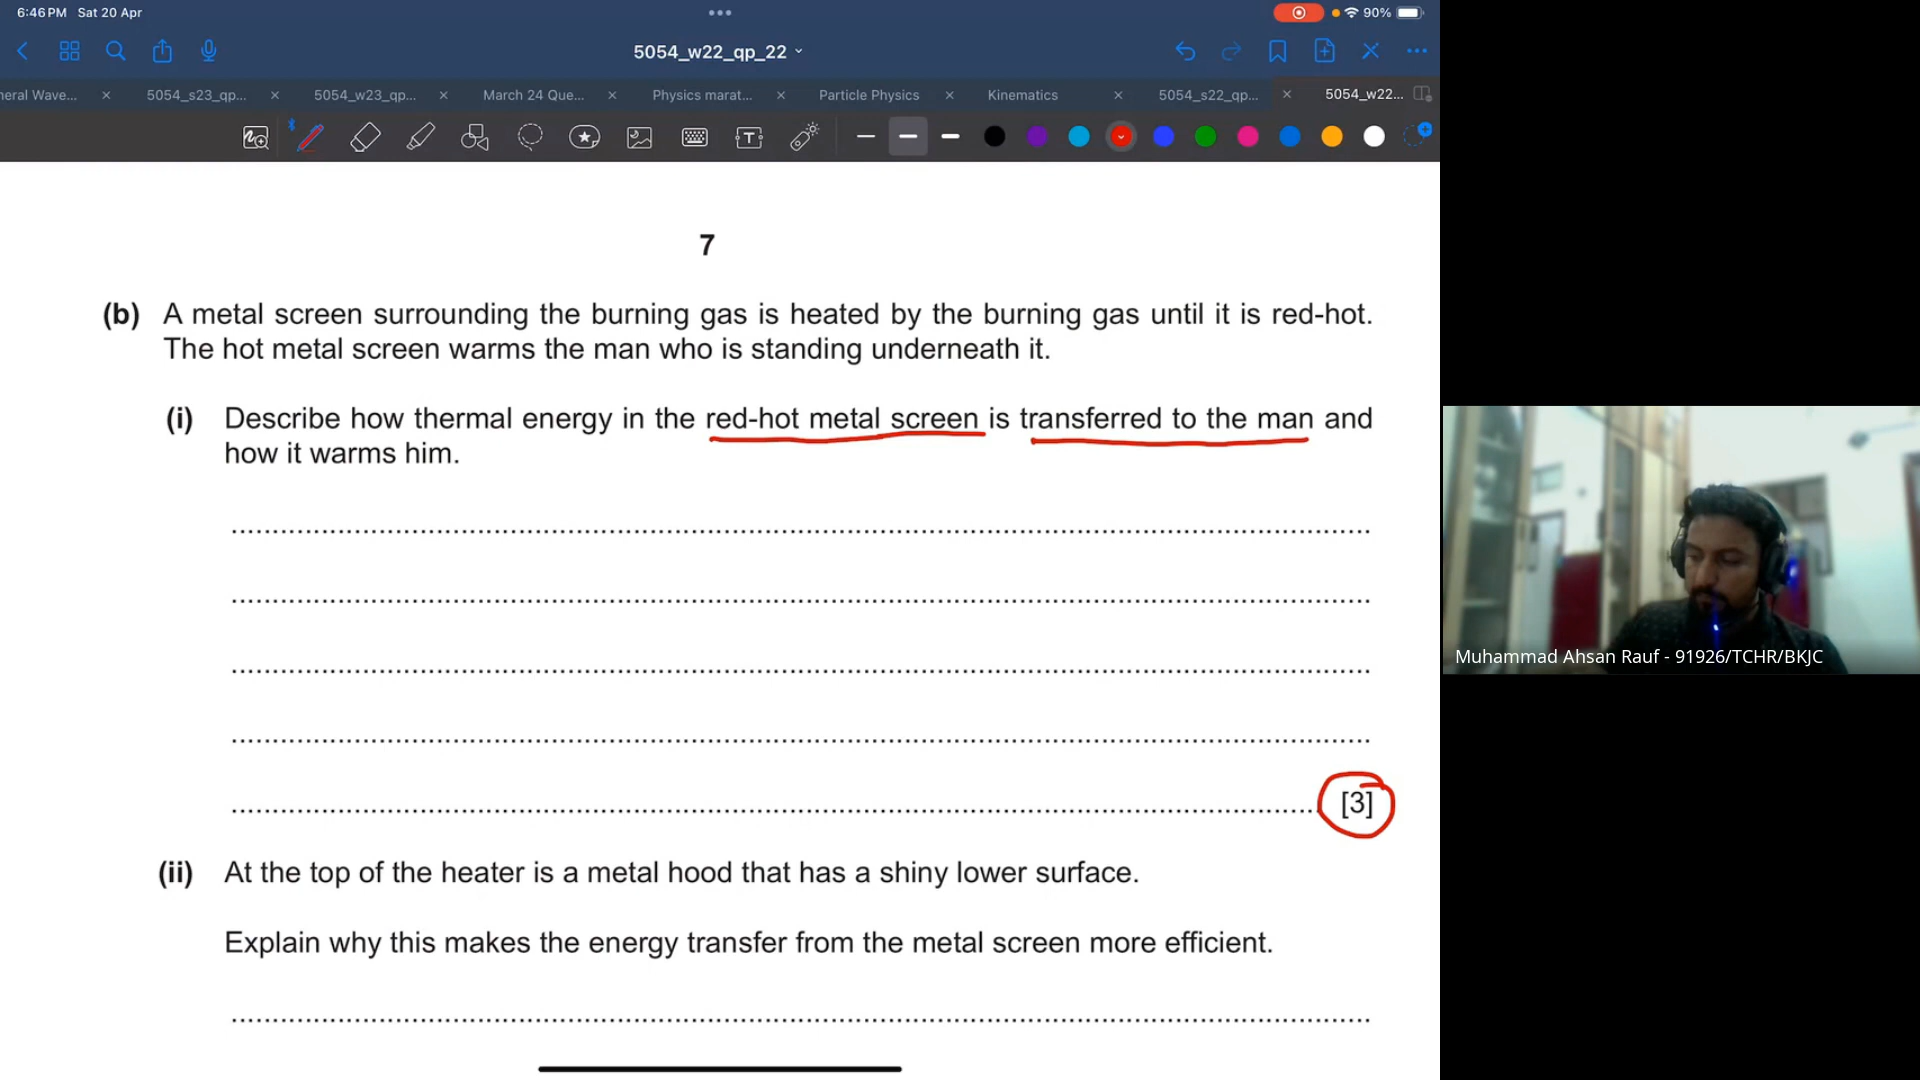 6:46 PM Sat 20 Apr
90%
5054_w22_qp_22
neral Wave...
5054_s23_qp...
5054_w23_qp...
March 24 Que...
Physics marat...
Particle Physics
Kinematics
5054_s22_qp...
5054_w22...
7
(b) A metal screen surrounding the burning gas is heated by the burning gas until it is red-hot.
The hot metal screen warms the man who is standing underneath it.
(i) Describe how thermal energy in the red-hot metal screen is transferred to the man and
how it warms him.
[3]
(ii) At the top of the heater is a metal hood that has a shiny lower surface.
Explain why this makes the energy transfer from the metal screen more efficient.
Muhammad Ahsan Rauf - 91926/TCHR/BKJC